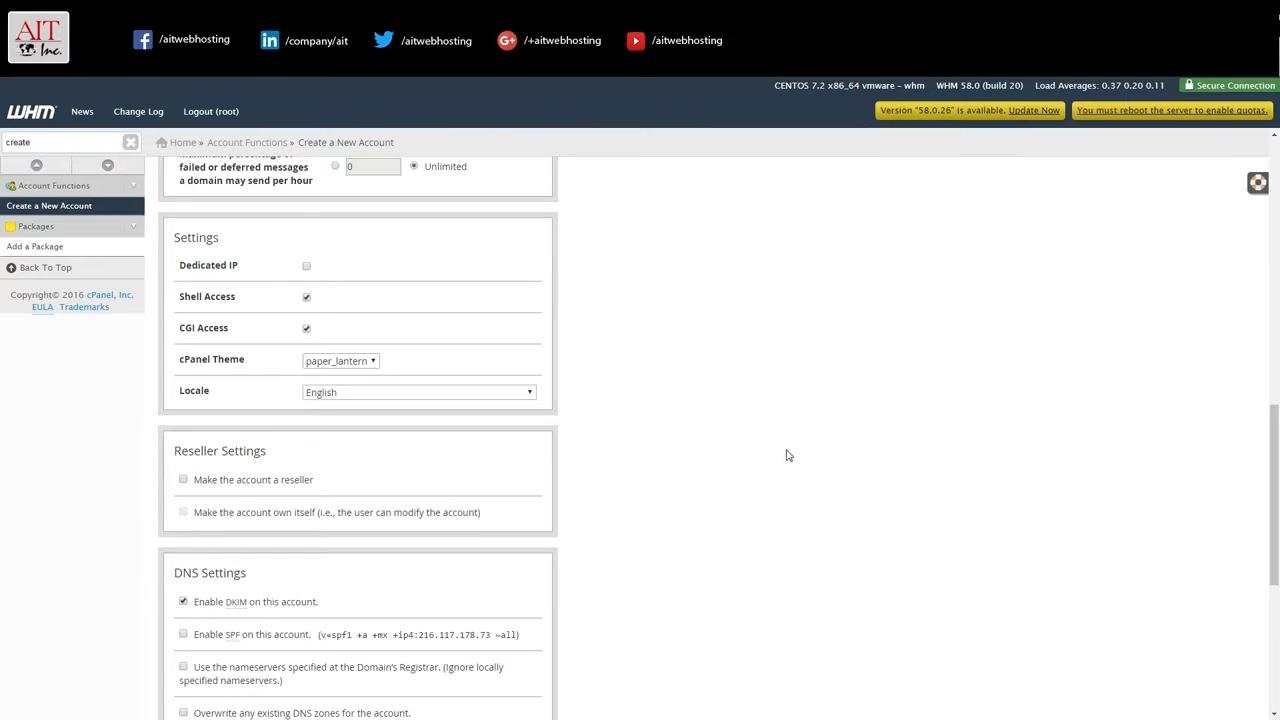 AIT
Inc.
/aitwebhosting
/company/ait
/aitwebhosting
/+aitwebhosting
/aitwebhosting
CENTOS 7.2 x86_64 vmware – whm
WHM 58.0 (build 20)
Load Averages: 0.37 0.20 0.11
Secure Connection
WHM
News
Change Log
Logout (root)
Version “58.0.26” is available. Update Now
You must reboot the server to enable quotas.
create
Home » Account Functions » Create a New Account
Account Functions
Create a New Account
Packages
Add a Package
Back To Top
Copyright© 2016 cPanel, Inc.
EULA Trademarks
failed or deferred messages
a domain may send per hour
0
Unlimited
Settings
Dedicated IP
Shell Access
CGI Access
cPanel Theme
paper_lantern
Locale
English
Reseller Settings
Make the account a reseller
Make the account own itself (i.e., the user can modify the account)
DNS Settings
Enable DKIM on this account.
Enable SPF on this account. (v=spf1 +a +mx +ip4:216.117.178.73 ~all)
Use the nameservers specified at the Domain’s Registrar. (Ignore locally
specified nameservers.)
Overwrite any existing DNS zones for the account.